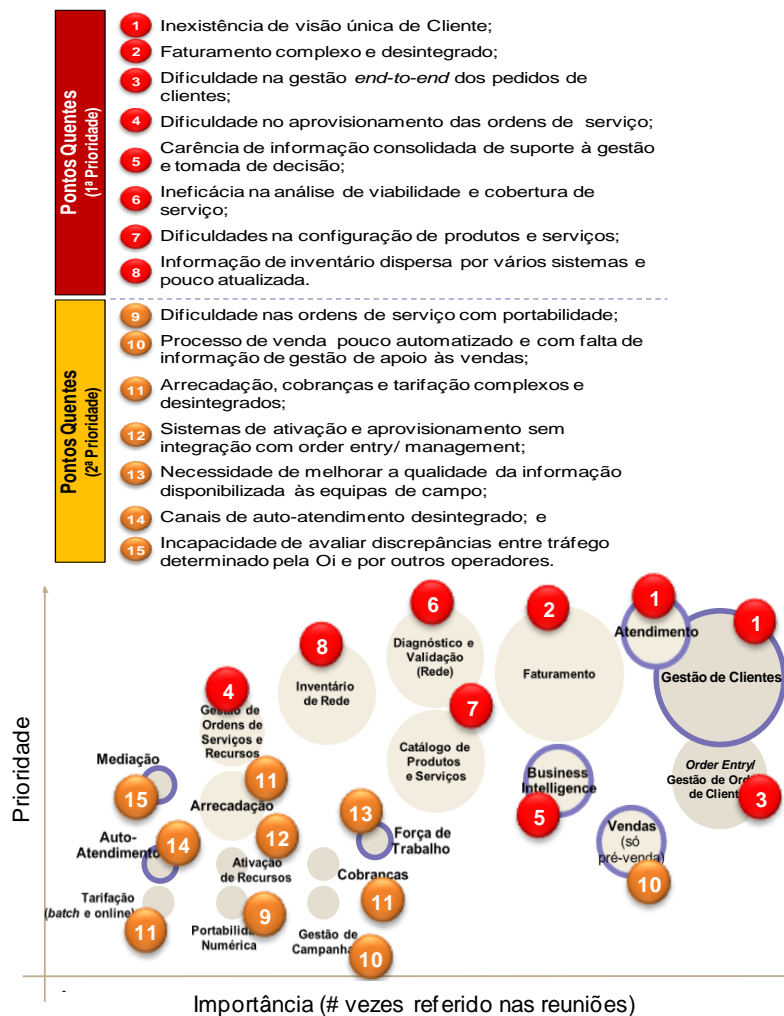 Pontos Quentes
(1ª Prioridade)
1 Inexistência de visão única de Cliente;
2 Faturamento complexo e desintegrado;
3 Dificuldade na gestão end-to-end dos pedidos de
clientes;
4 Dificuldade no aprovisionamento das ordens de serviço;
5 Carência de informação consolidada de suporte à gestão
e tomada de decisão;
6 Ineficácia na análise de viabilidade e cobertura de
serviço;
7 Dificuldades na configuração de produtos e serviços;
8 Informação de inventário dispersa por vários sistemas e
pouco atualizada.
Pontos Quentes
(2ª Prioridade)
9 Dificuldade nas ordens de serviço com portabilidade;
10 Processo de venda pouco automatizado e com falta de
informação de gestão de apoio às vendas;
11 Arrecadação, cobranças e tarifação complexos e
desintegrados;
12 Sistemas de ativação e aprovisionamento sem
integração com order entry/ management;
13 Necessidade de melhorar a qualidade da informação
disponibilizada às equipas de campo;
14 Canais de auto-atendimento desintegrado; e
15 Incapacidade de avaliar discrepâncias entre tráfego
determinado pela Oi e por outros operadores.
Prioridade
1
Atendimento
1
Gestão de Clientes
2
Faturamento
6
Diagnóstico e
Validação
(Rede)
8
Inventário
de Rede
4
Gestão de
Ordens de
Serviços e
Recursos
7
Catálogo de
Produtos
e Serviços
Order Entry/
Gestão de
de
3
Business
Intelligence
5
Mediação
15
11
Arrecadação
12
13
Força de
Trabalho
Vendas
(só
pré-venda)
10
Auto-
Atendimento
14
Ativação
de Recursos
Cobranças
11
Tarifação
(batch e online)
11
9
Numérica
Gestão de
10
Importância (# vezes referido nas reuniões)